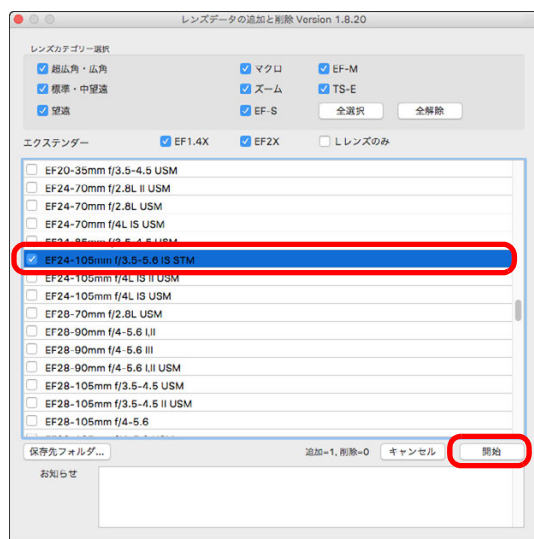 レンズデータの追加と削除 Version 1.8.20
レンズカテゴリー選択
超広角・広角 マクロ EF-M
標準・中望遠 ズーム TS-E
望遠 EF-S 全選択 全解除
エクステンダー EF1.4X EF2X Lレンズのみ
EF20-35mm f/3.5-4.5 USM
EF24-70mm f/2.8L II USM
EF24-70mm f/2.8L USM
EF24-70mm f/4L IS USM
EF24-85mm f/3.5-4.5 USM
EF24-105mm f/3.5-5.6 IS STM
EF24-105mm f/4L IS II USM
EF24-105mm f/4L IS USM
EF28-70mm f/2.8L USM
EF28-90mm f/4-5.6 I,II
EF28-90mm f/4-5.6 III
EF28-90mm f/4-5.6 I,II USM
EF28-105mm f/3.5-4.5 USM
EF28-105mm f/3.5-4.5 II USM
EF28-105mm f/4-5.6
保存先フォルダ... 追加=1, 削除=0 キャンセル 開始
お知らせ